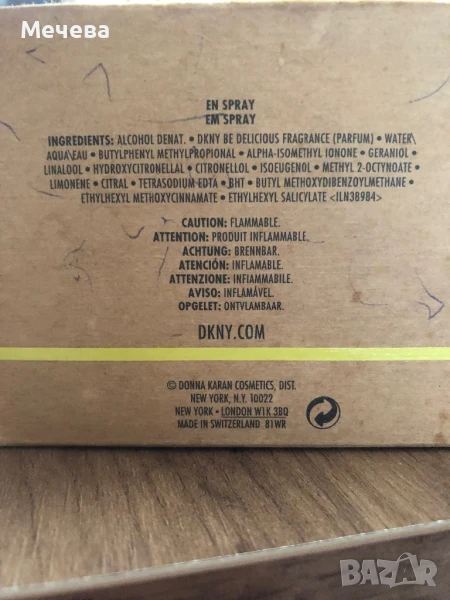 Мечева
EN SPRAY
EM SPRAY
INGREDIENTS: ALCOHOL DENAT. • DKNY BE DELICIOUS FRAGRANCE (PARFUM) • WATER\
AQUA\EAU • BUTYLPHENYL METHYLPROPIONAL • ALPHA-ISOMETHYL IONONE • GERANIOL •
LINALOOL • HYDROXYCITRONELLAL • CITRONELLOL • ISOEUGENOL • METHYL 2-OCTYNOATE •
LIMONENE • CITRAL • TETRASODIUM EDTA • BHT • BUTYL METHOXYDIBENZOYLMETHANE •
ETHYLHEXYL METHOXYCINNAMATE • ETHYLHEXYL SALICYLATE <ILN38984>
CAUTION: FLAMMABLE.
ATTENTION: PRODUIT INFLAMMABLE.
ACHTUNG: BRENNBAR.
ATENCIÓN: INFLAMABLE.
ATTENZIONE: INFIAMMABILE.
AVISO: INFLAMÁVEL.
OPGELET: ONTVLAMBAAR.
DKNY.COM
© DONNA KARAN COSMETICS, DIST.
NEW YORK, N.Y. 10022
NEW YORK • LONDON W1K 3BQ
MADE IN SWITZERLAND 81WR
BAZAR